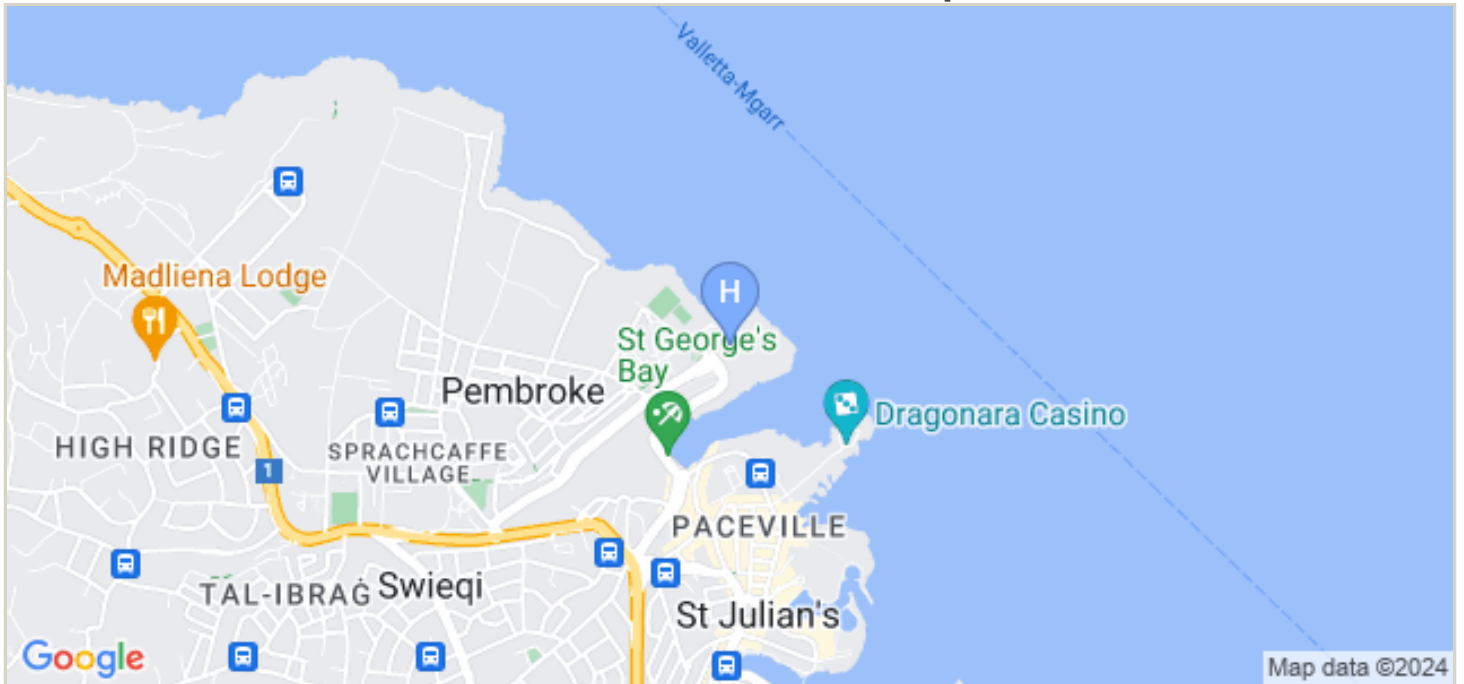 Valletta-Mgarr
Madliena Lodge
H
St George's
Bay
Pembroke
Dragonara Casino
HIGH RIDGE
SPRACHCAFFE
VILLAGE
1
PACEVILLE
TAL-IBRAĠ
Swieqi
St Julian's
Google
Map data ©2024